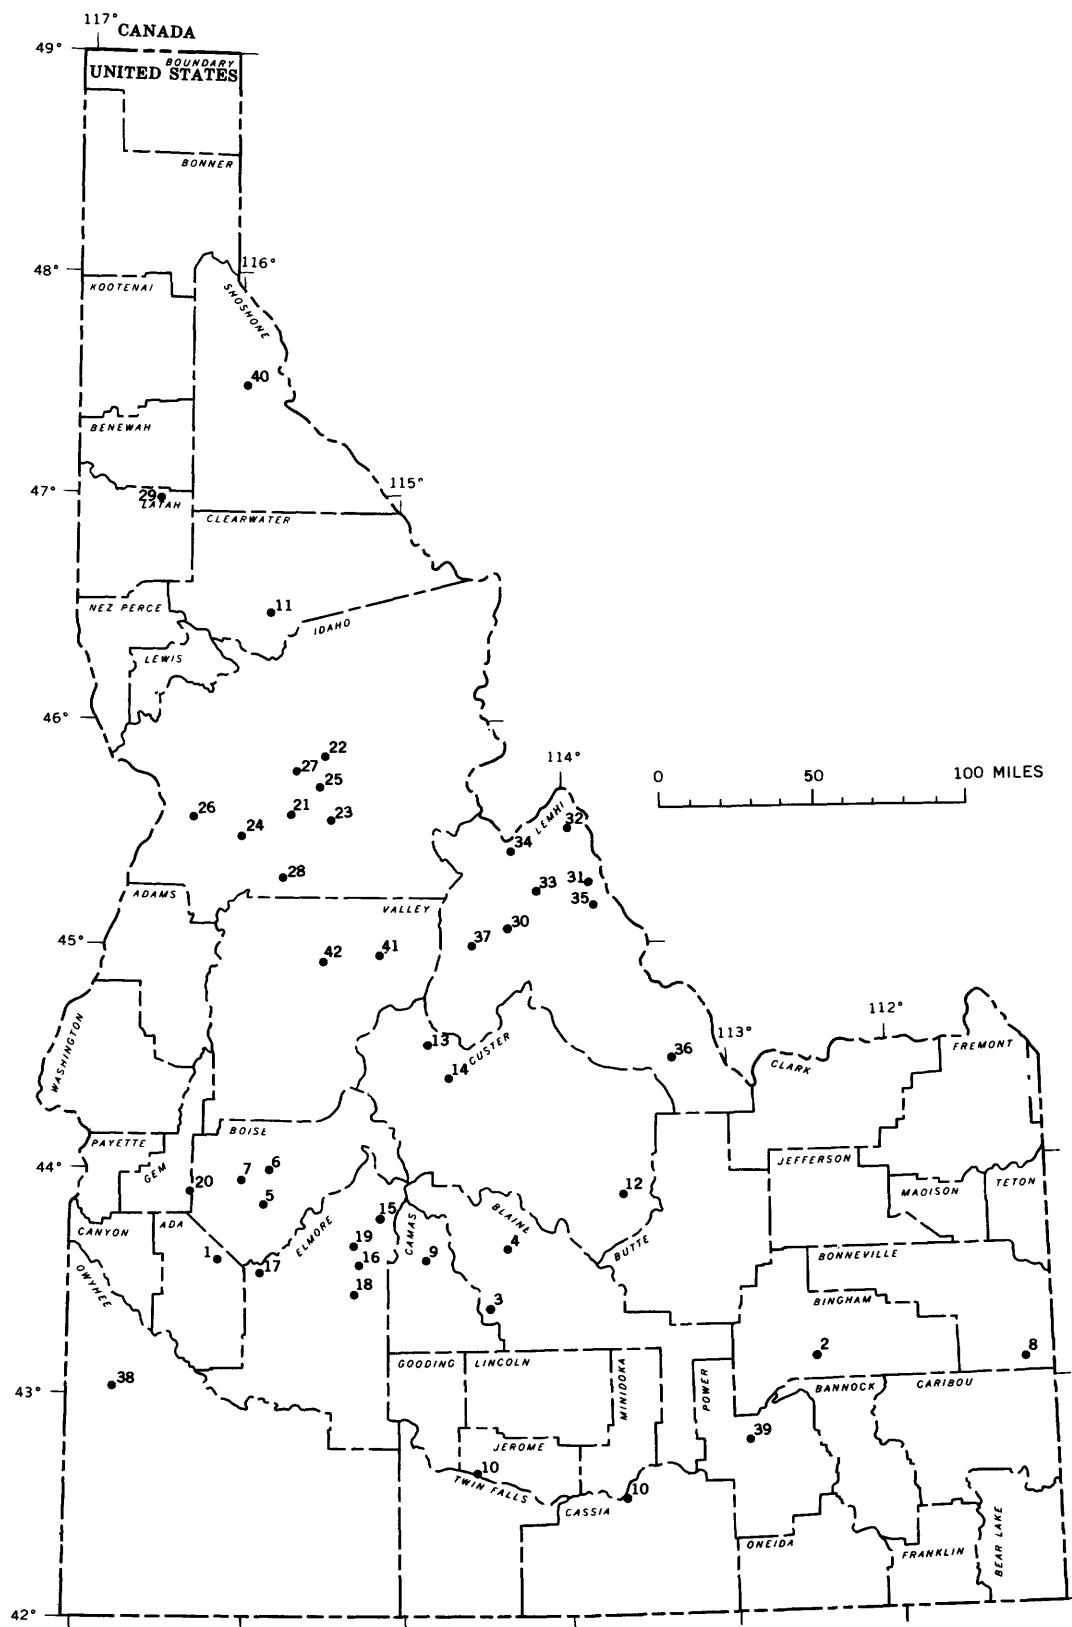 117°
CANADA
49°
BOUNDARY
UNITED STATES
BONNER
48°
116°
KOOTENAI
SHOSHONE
40
BENEWAH
47°
115°
29
LATAH
CLEARWATER
NEZ PERCE
11
IDAHO
LEWIS
46°
22
27
114°
25
0 50 100 MILES
26
21
23
24
LEMHI
32
34
28
31
33
35
ADAMS
VALLEY
30
45°
42
41
37
112°
113°
WASHINGTON
13
CUSTER
36
FREMONT
14
CLARK
PAYETTE
BOISE
44°
GEM
7
6
JEFFERSON
20
5
12
MADISON
TETON
15
CANYON
ADA
ELMORE
CAMAS
BLAINE
19
9
4
BUTTE
1
16
BONNEVILLE
17
OWYHEE
18
BINGHAM
3
2
8
GOODING
LINCOLN
MINIDOKA
POWER
43°
38
BANNOCK
CARIBOU
39
JEROME
10
TWIN FALLS
10
CASSIA
ONEIDA
FRANKLIN
BEAR LAKE
42°